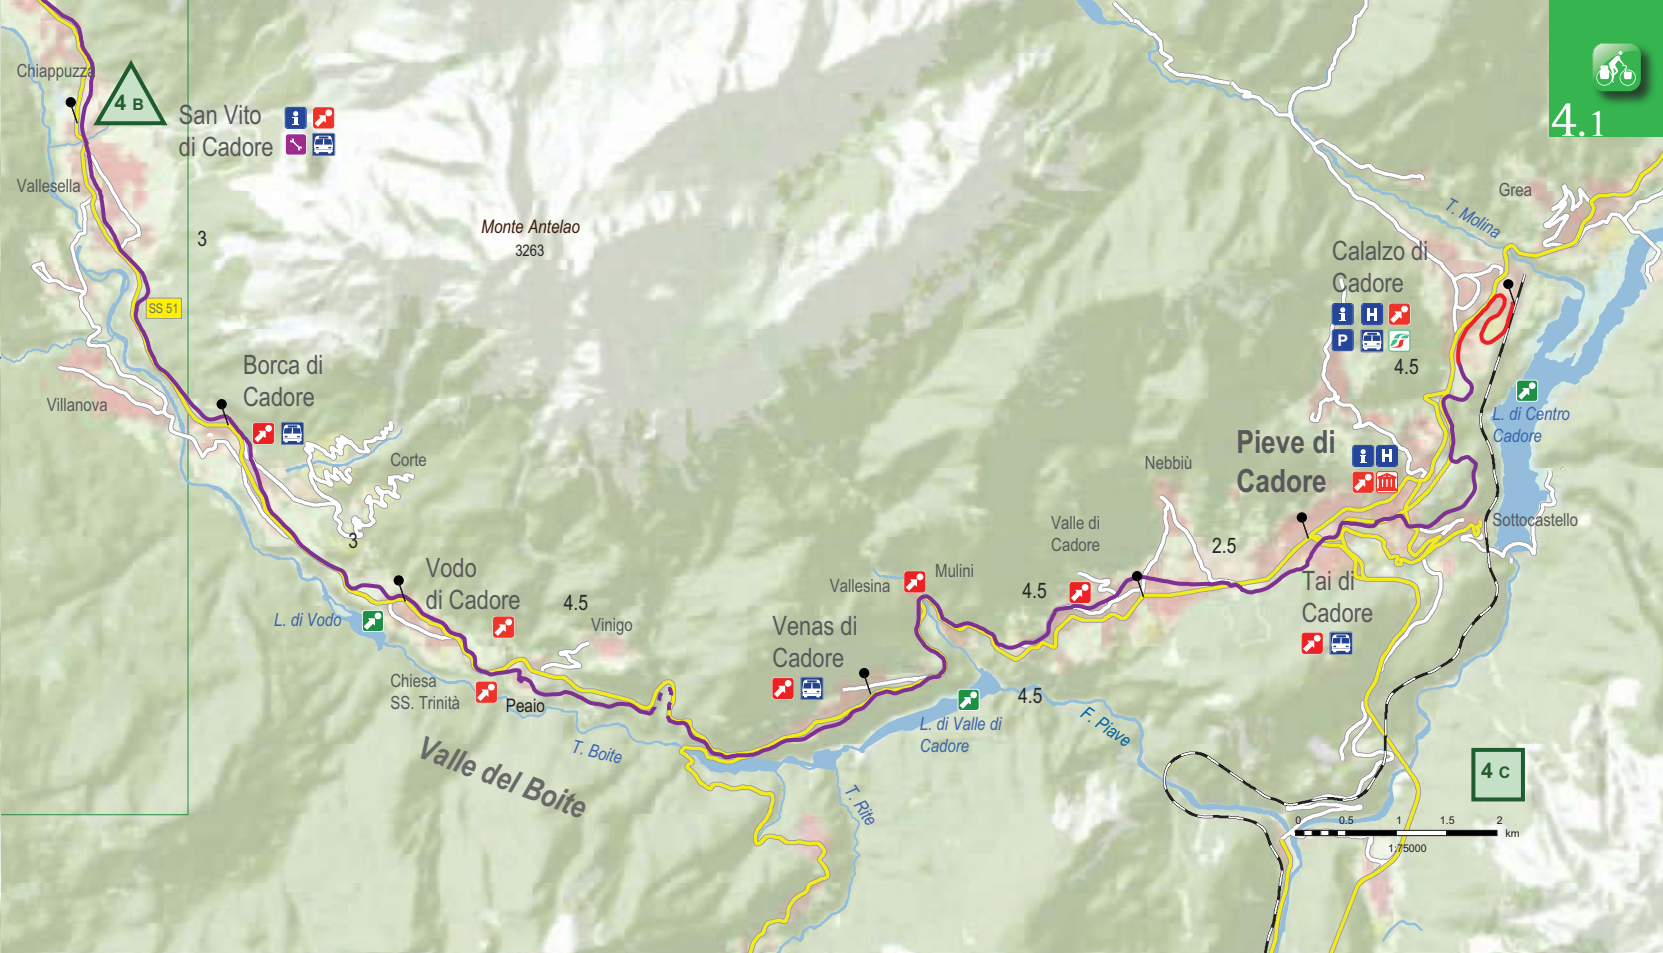 Chiappuzza
4 B
San Vito
di Cadore
i
4.1
Vallesella
Grea
3
Monte Antelao
3263
T. Molina
Calalzo di
Cadore
i H
P
SS 51
Borca di
Cadore
4.5
Villanova
L. di Centro
Cadore
Corte
Pieve di
Cadore
i H
Nebbiù
Sottocastello
Valle di
Cadore
3
2.5
Vodo
di Cadore
Mulini
Vallesina
4.5
Tai di
Cadore
4.5
L. di Vodo
Vinigo
Venas di
Cadore
Chiesa
SS. Trinità
Peaio
4.5
L. di Valle di
Cadore
F. Piave
T. Boite
Valle del Boite
T. Rite
4 C
0 0.5 1 1.5 2
km
1:75000